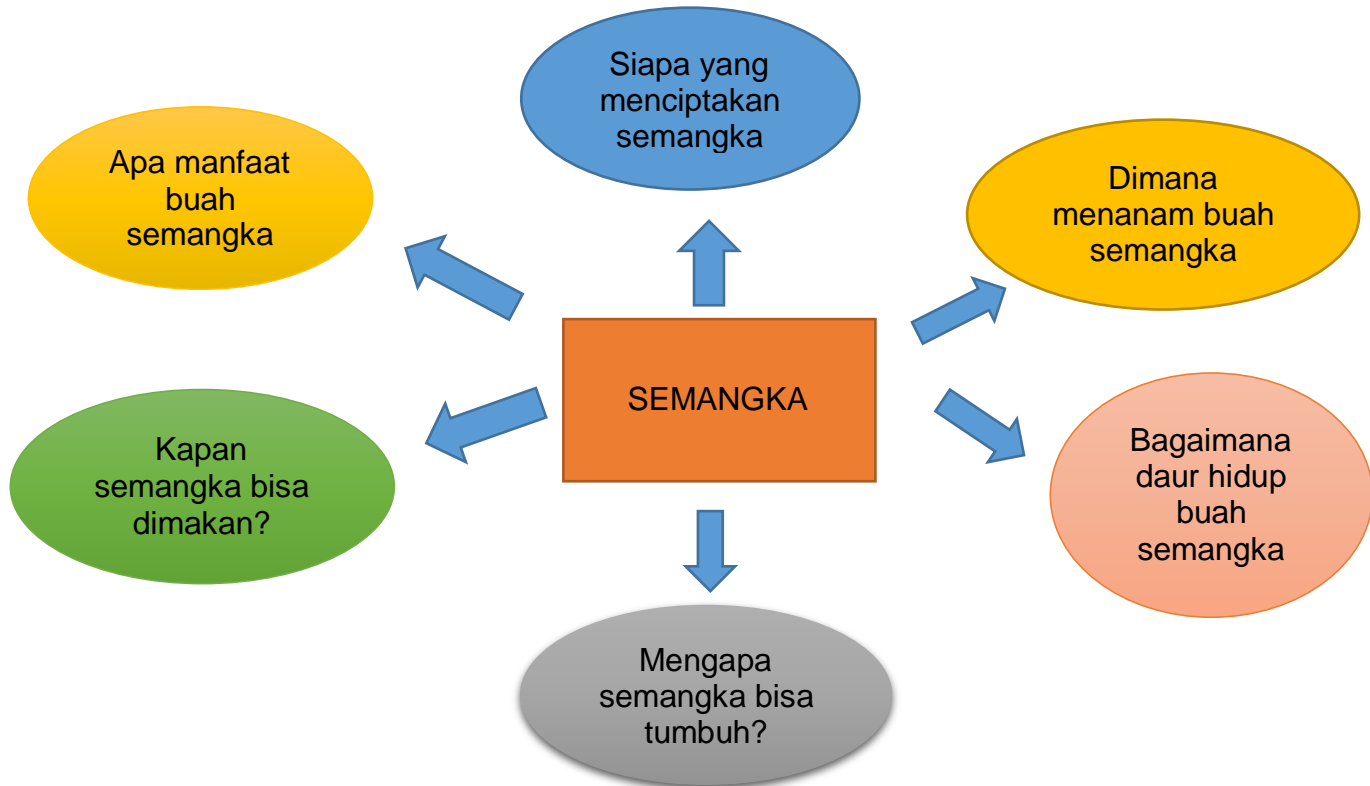 Siapa yang
menciptakan
semangka
Apa manfaat
buah
semangka
Dimana
menanam buah
semangka
SEMANGKA
Kapan
semangka bisa
dimakan?
Bagaimana
daur hidup
buah
semangka
Mengapa
semangka bisa
tumbuh?